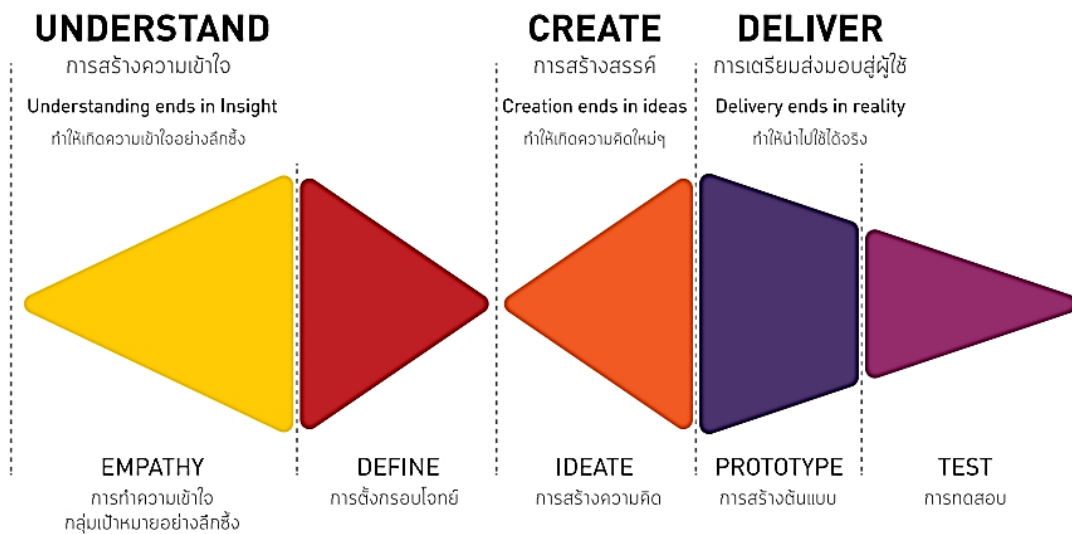 UNDERSTAND
การสร้างความเข้าใจ
Understanding ends in Insight
ทำให้เกิดความเข้าใจอย่างลึกซึ้ง
CREATE
การสร้างสรรค์
Creation ends in ideas
ทำให้เกิดความคิดใหม่ๆ
DELIVER
การเตรียมส่งมอบสู่ผู้ใช้
Delivery ends in reality
ทำให้นำไปใช้ได้จริง
EMPATHY
การทำความเข้าใจ
กลุ่มเป้าหมายอย่างลึกซึ้ง
DEFINE
การตั้งกรอบโจทย์
IDEATE
การสร้างความคิด
PROTOTYPE
การสร้างต้นแบบ
TEST
การทดสอบ